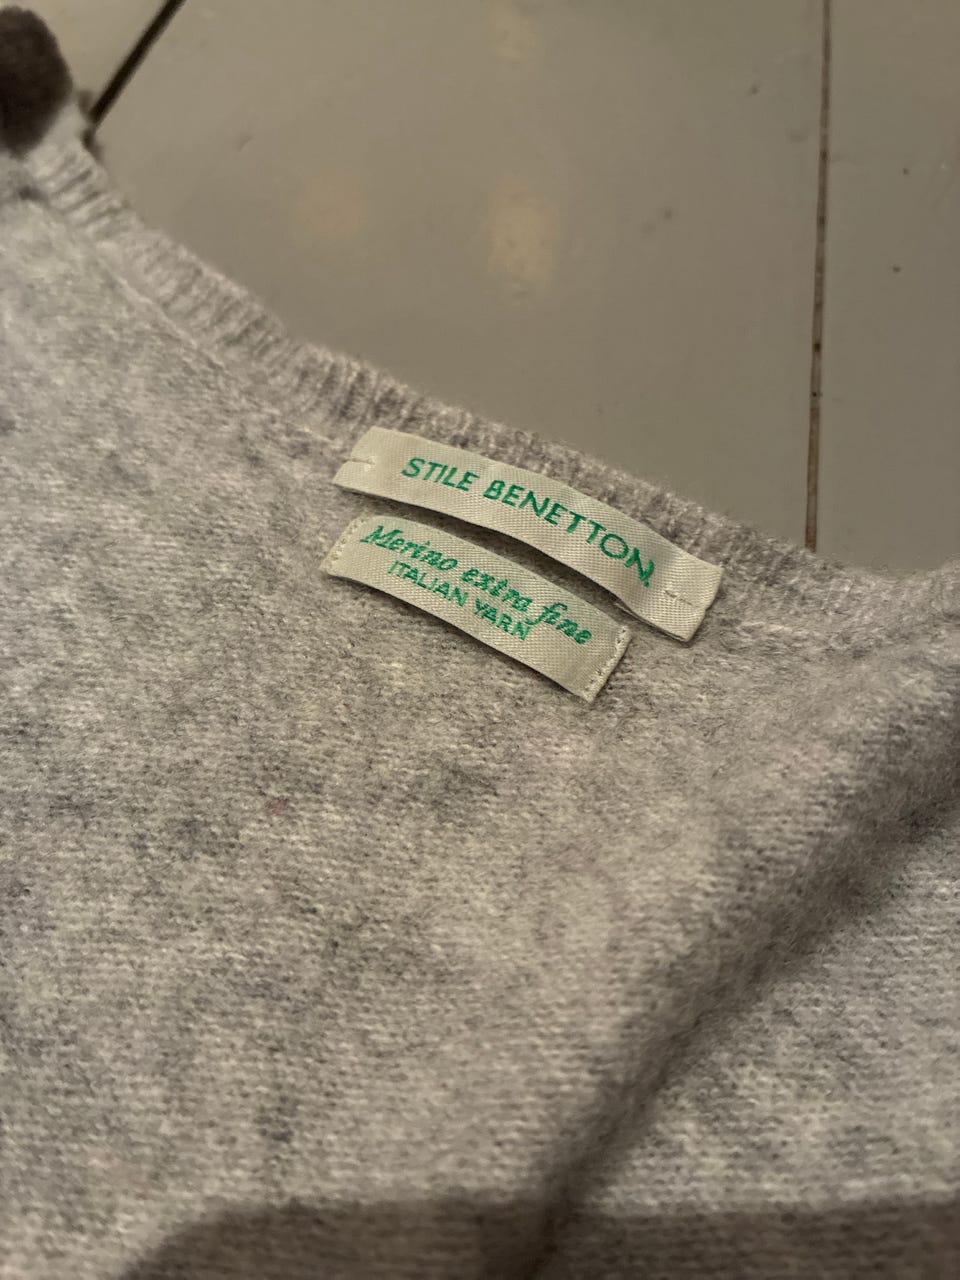 STILE BENETTON.
Merino extra fine
ITALIAN YARN